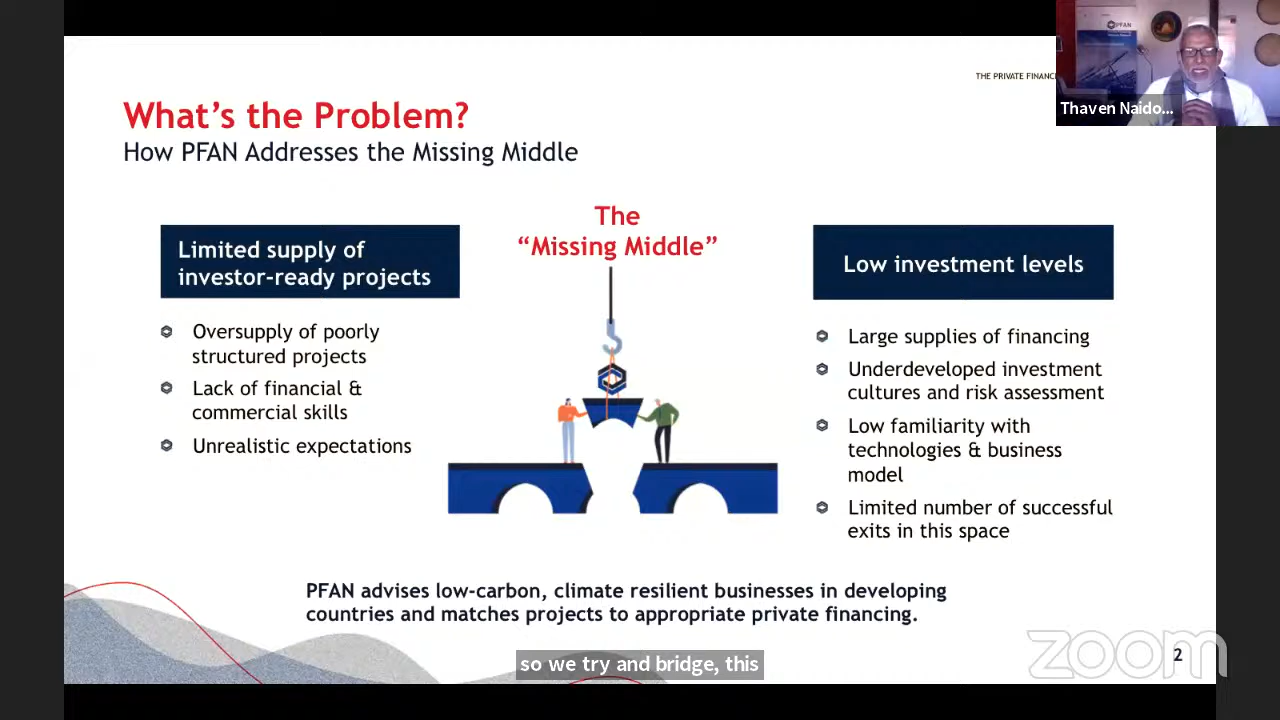 THE PRIVATE FINANC
PFAN
Thaven Naido...
What's the Problem?
How PFAN Addresses the Missing Middle
Limited supply of
investor-ready projects
Oversupply of poorly
structured projects
Lack of financial &
commercial skills
Unrealistic expectations
The
“Missing Middle”
Low investment levels
Large supplies of financing
Underdeveloped investment
cultures and risk assessment
Low familiarity with
technologies & business
model
Limited number of successful
exits in this space
PFAN advises low-carbon, climate resilient businesses in developing
countries and matches projects to appropriate private financing.
so we try and bridge, this
zoom
2